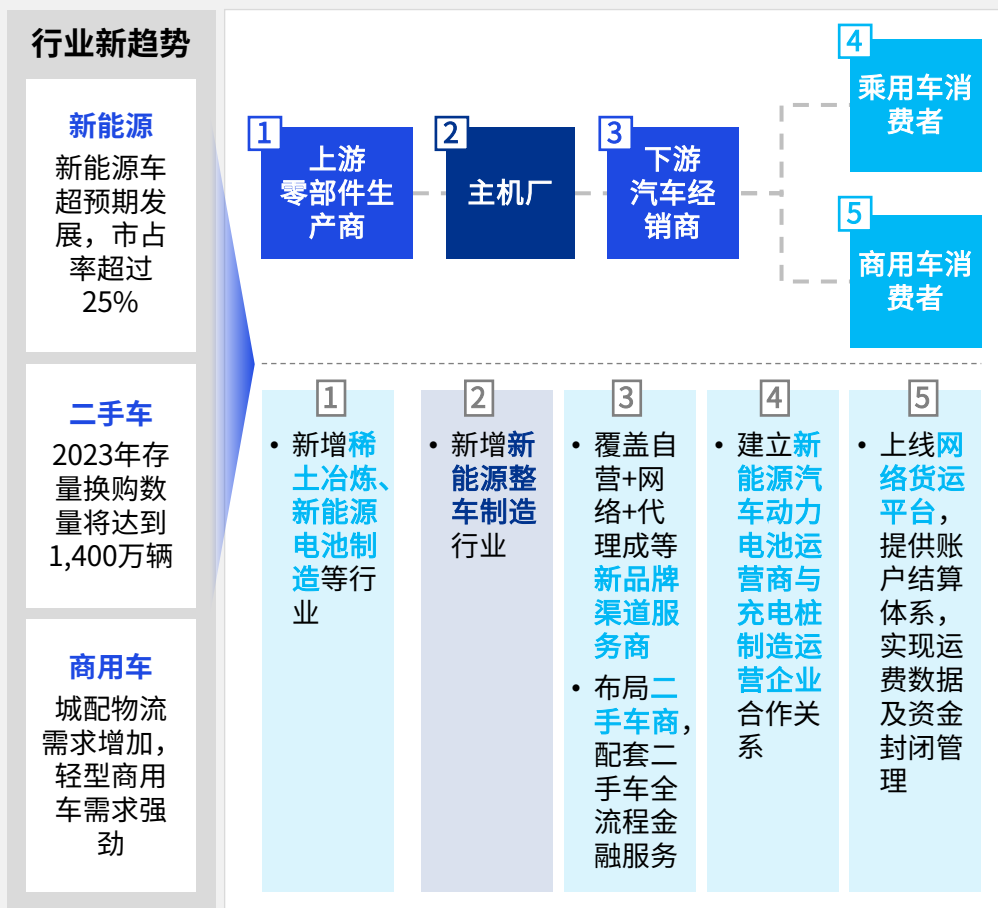 行业新趋势
新能源
新能源车
超预期发
展，市占
率超过
25%
二手车
2023年存
量换购数
量将达到
1,400万辆
商用车
城配物流
需求增加，
轻型商用
车需求强
劲
1
上游
零部件生
产商
2
主机厂
3
下游
汽车经
销商
4
乘用车消
费者
5
商用车消
费者
1
• 新增稀
土冶炼、
新能源
电池制
造等行
业
2
• 新增新
能源整
车制造
行业
3
• 覆盖自
营+网
络+代
理成等
新品牌
渠道服
务商
• 布局二
手车商，
配套二
手车全
流程金
融服务
4
• 建立新
能源汽
车动力
电池运
营商与
充电桩
制造运
营企业
合作关
系
5
• 上线网
络货运
平台，
提供账
户结算
体系，
实现运
费数据
及资金
封闭管
理